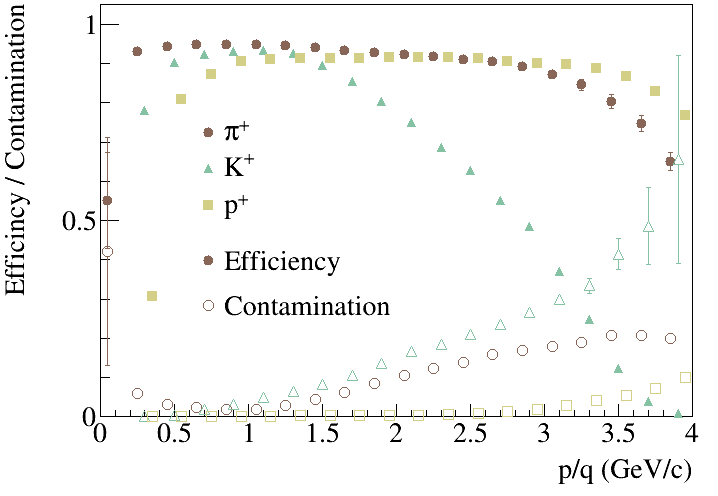 Efficincy / Contamination
1
0.5
0
π⁺
K⁺
p⁺
Efficiency
Contamination
0 0.5 1 1.5 2 2.5 3 3.5 4
p/q (GeV/c)